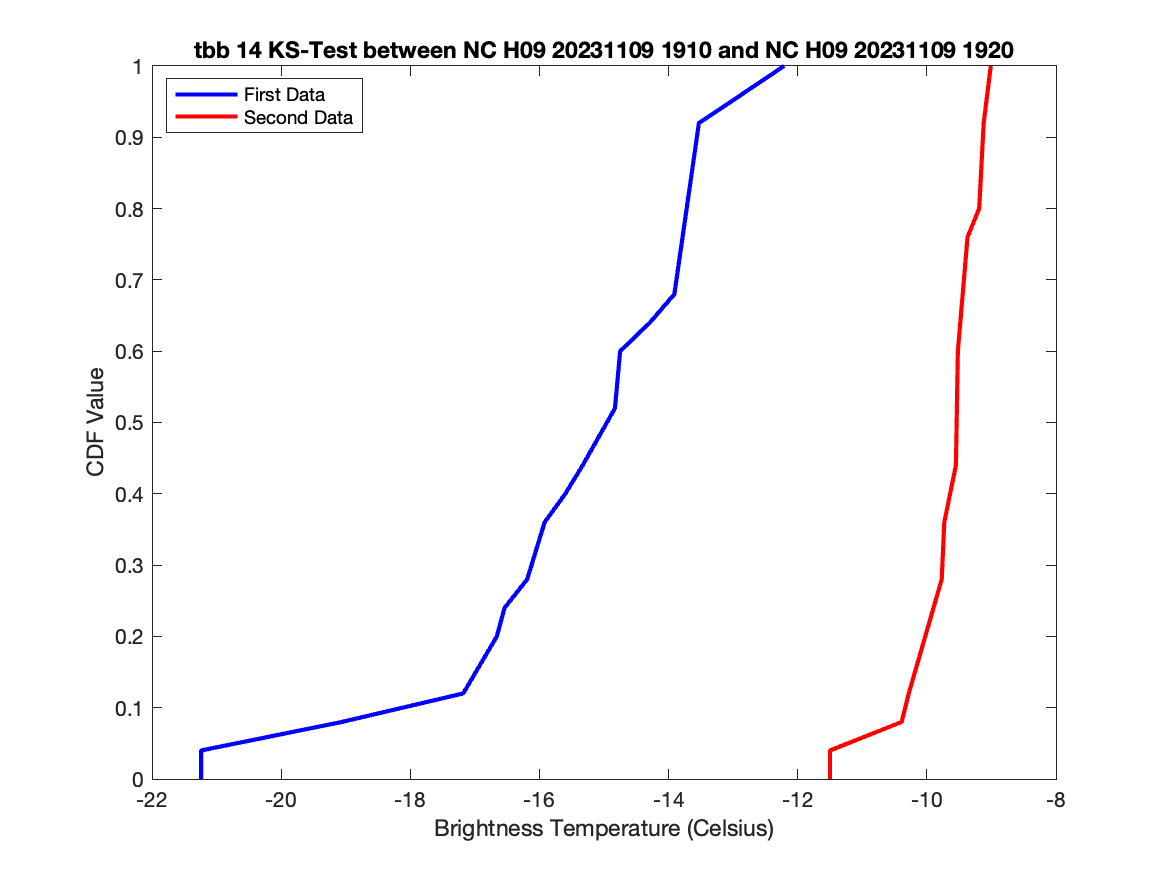 tbb 14 KS-Test between NC H09 20231109 1910 and NC H09 20231109 1920
First Data
Second Data
1
0.9
0.8
0.7
0.6
0.5
0.4
0.3
0.2
0.1
0
CDF Value
-22 -20 -18 -16 -14 -12 -10 -8
Brightness Temperature (Celsius)